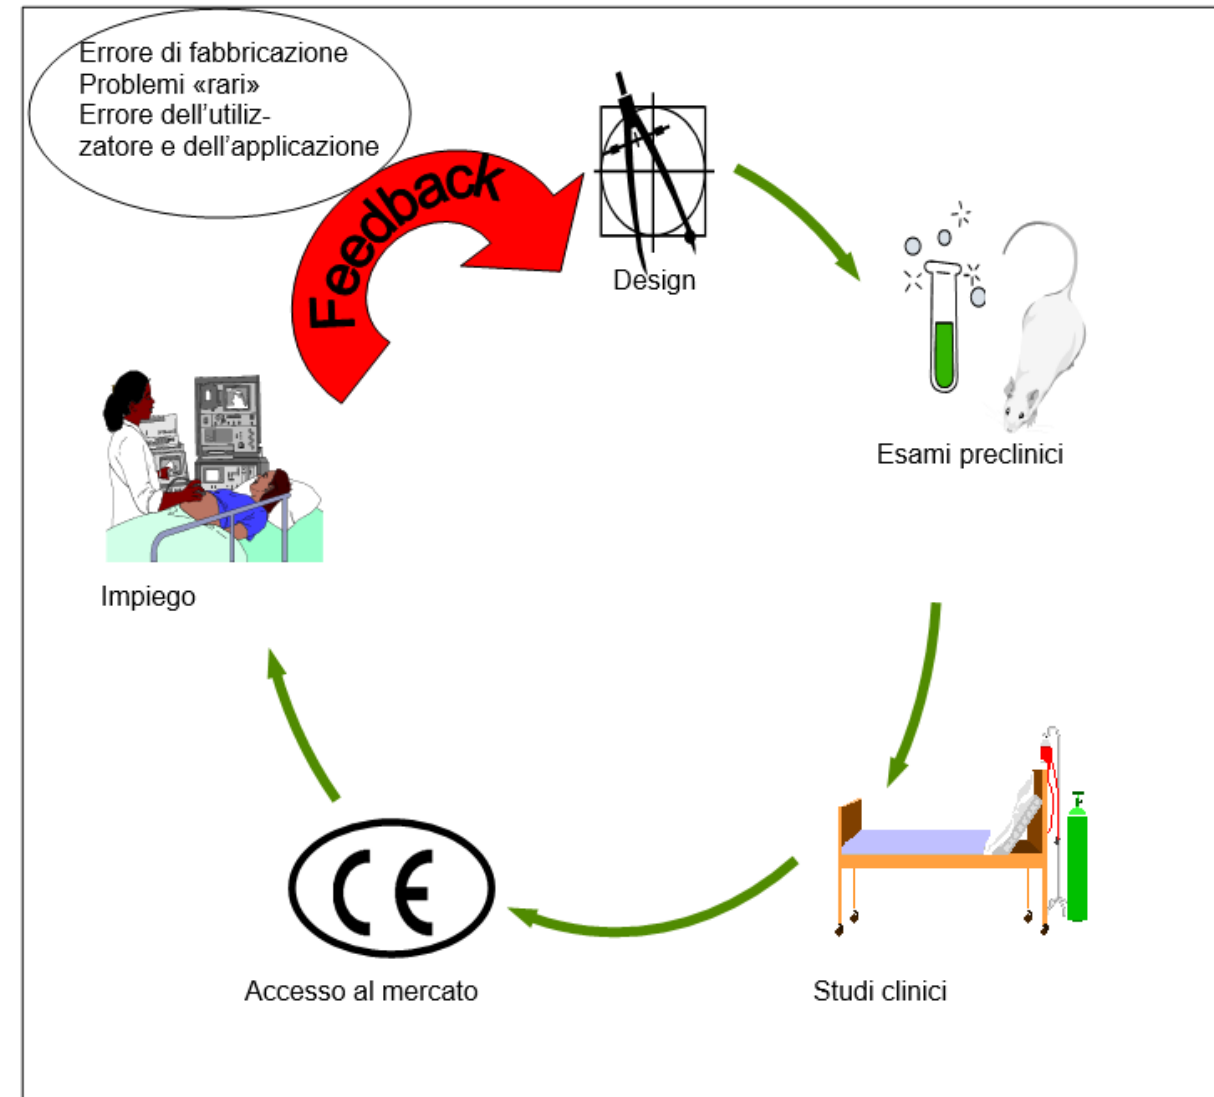 Errore di fabbricazione
Problemi «rari»
Errore dell'utiliz-
zatore e dell'applicazione
Feedback
Design
Esami preclinici
Impiego
CE
Accesso al mercato
Studi clinici